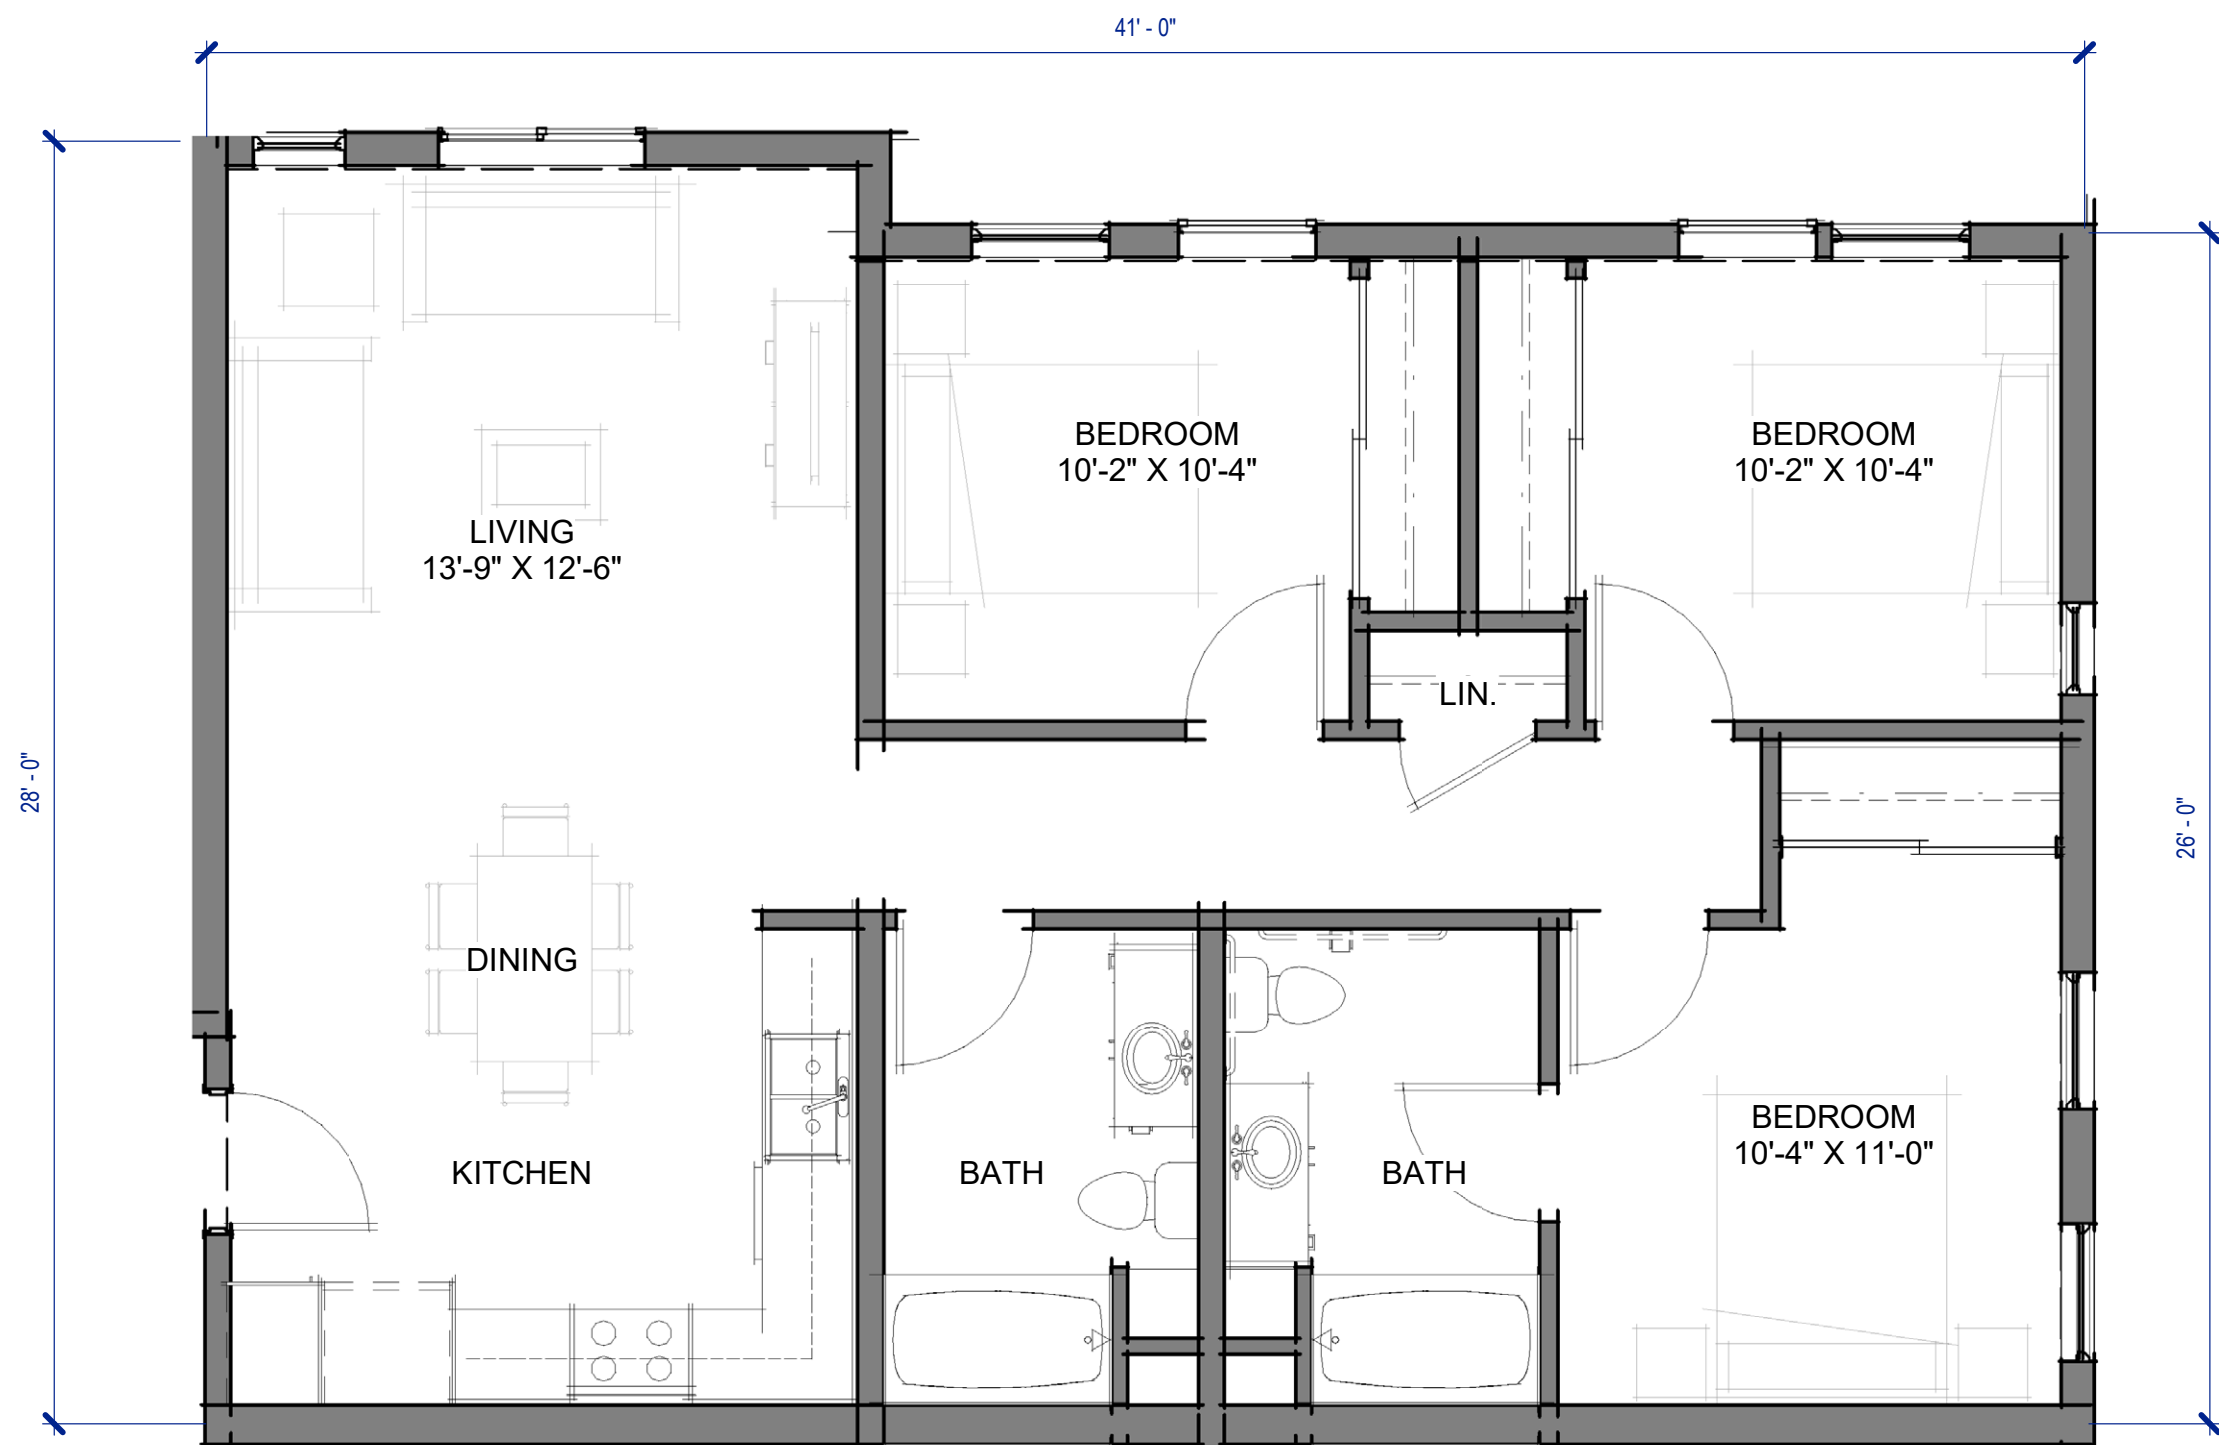 41' - 0"
BEDROOM
10'-2" X 10'-4"
BEDROOM
10'-2" X 10'-4"
LIVING
13'-9" X 12'-6"
LIN.
28' - 0"
26' - 0"
DINING
BEDROOM
10'-4" X 11'-0"
KITCHEN
BATH
BATH